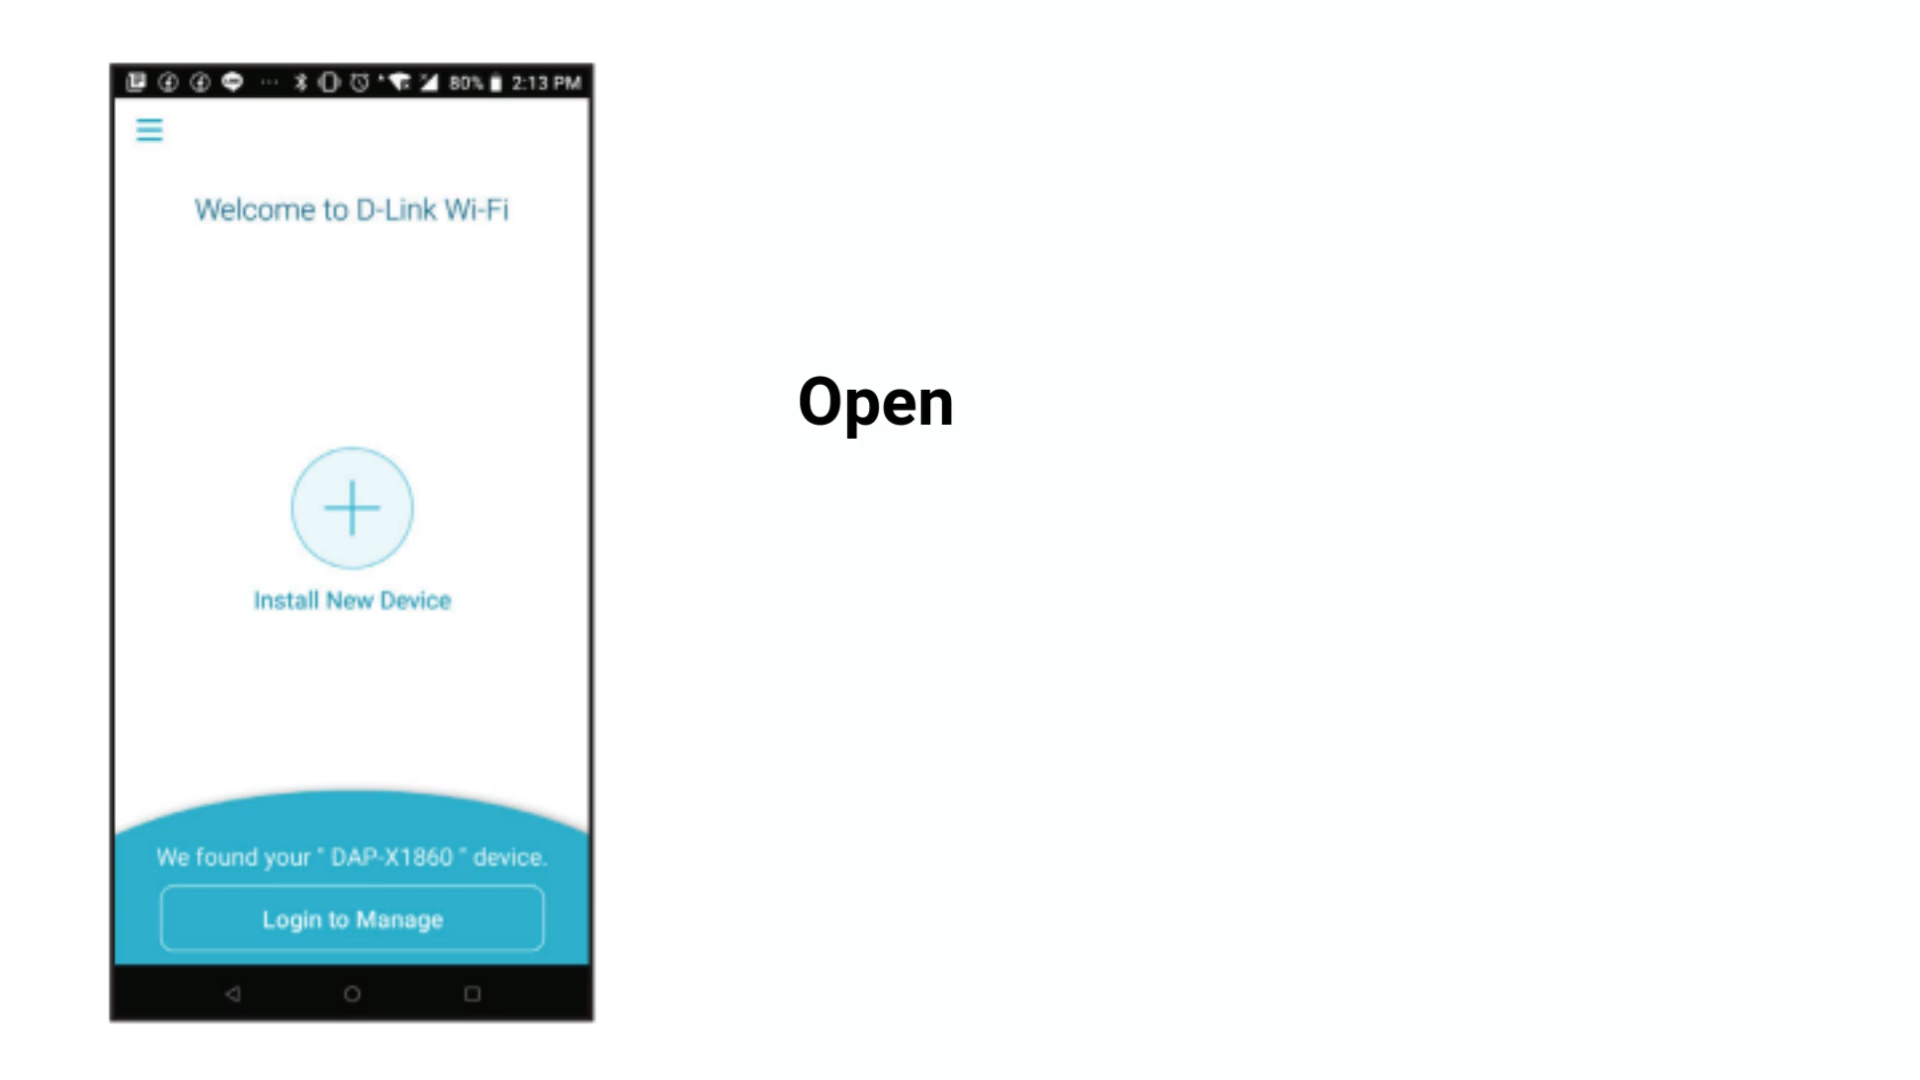 80% 2:13 PM
Welcome to D-Link Wi-Fi
Open
Install New Device
We found your " DAP-X1860 " device.
Login to Manage